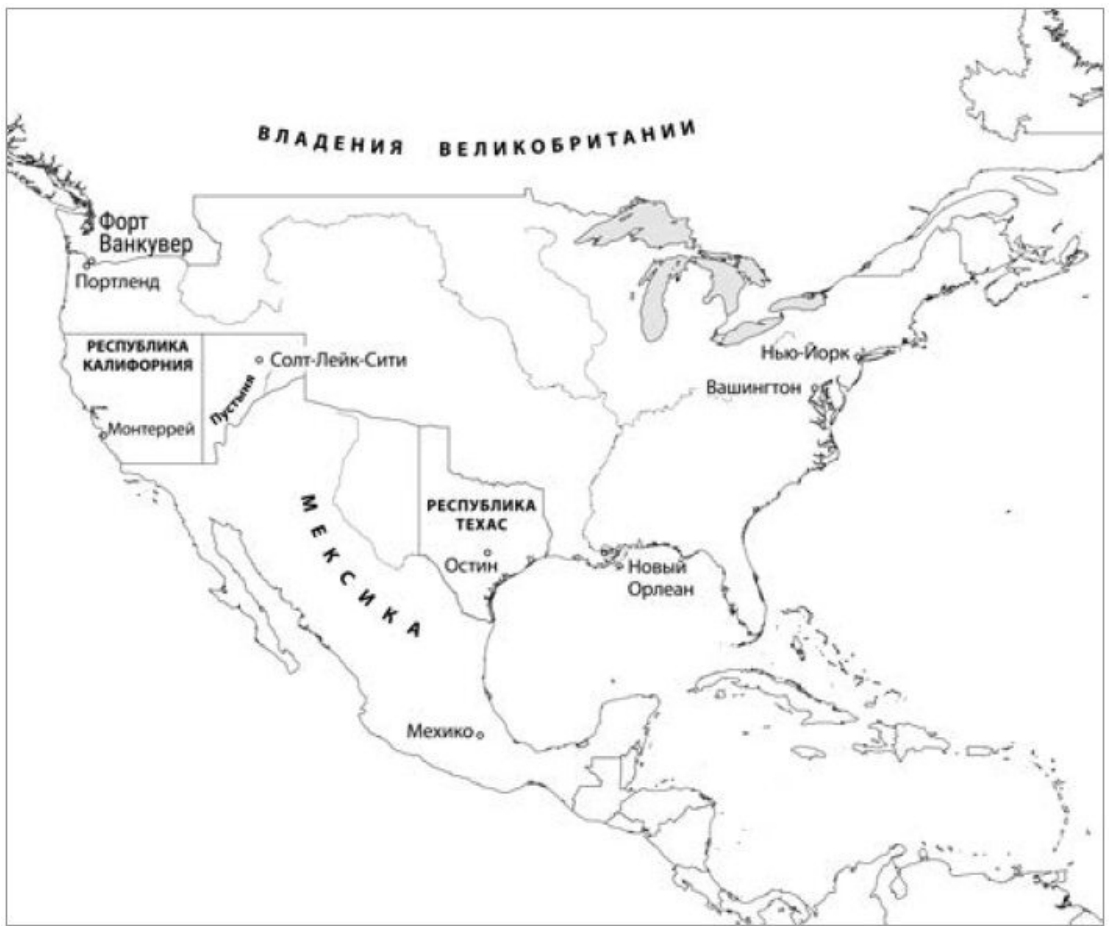 ВЛАДЕНИЯ ВЕЛИКОБРИТАНИИ
Форт
Ванкувер
Портленд
РЕСПУБЛИКА
КАЛИФОРНИЯ
Солт-Лейк-Сити
Пустыня
Монтеррей
Нью-Йорк
Вашингтон
МЕКСИКА
РЕСПУБЛИКА
ТЕХАС
Остин
Новый
Орлеан
Мехико